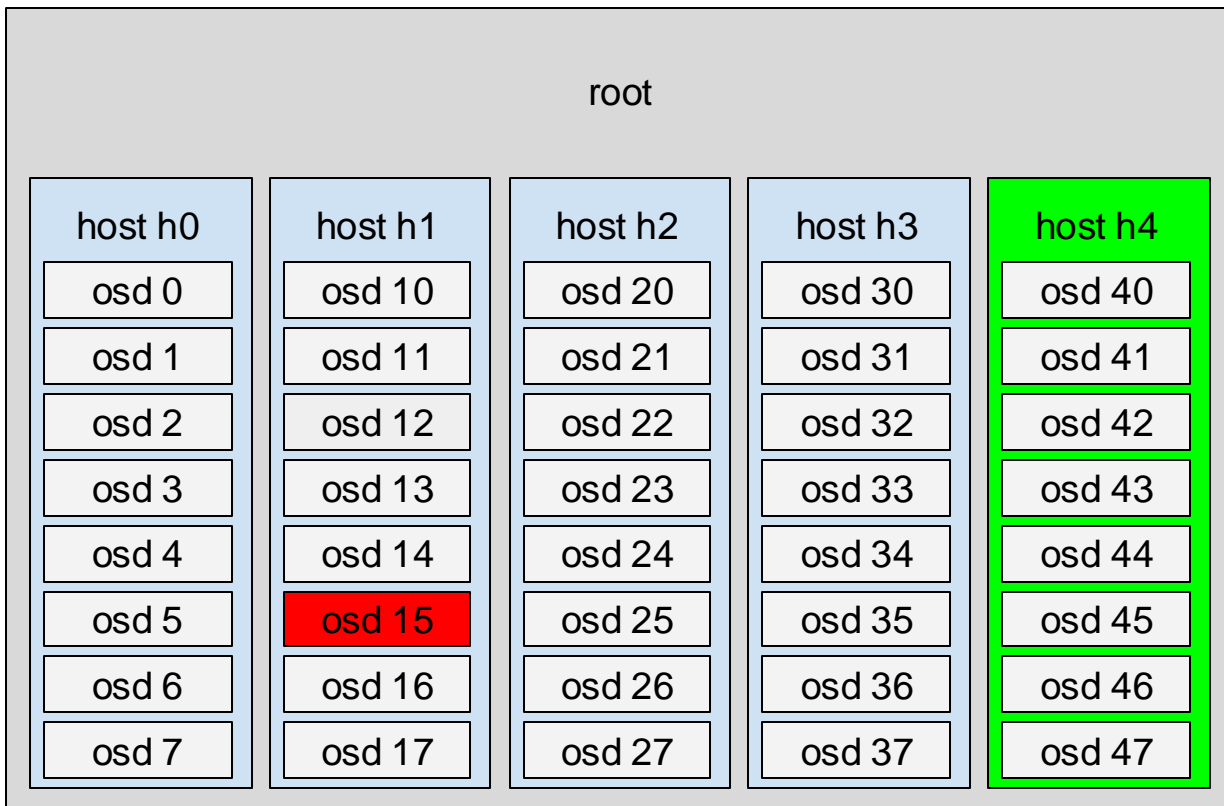 root
host h0
osd 0
osd 1
osd 2
osd 3
osd 4
osd 5
osd 6
osd 7
host h1
osd 10
osd 11
osd 12
osd 13
osd 14
osd 15
osd 16
osd 17
host h2
osd 20
osd 21
osd 22
osd 23
osd 24
osd 25
osd 26
osd 27
host h3
osd 30
osd 31
osd 32
osd 33
osd 34
osd 35
osd 36
osd 37
host h4
osd 40
osd 41
osd 42
osd 43
osd 44
osd 45
osd 46
osd 47